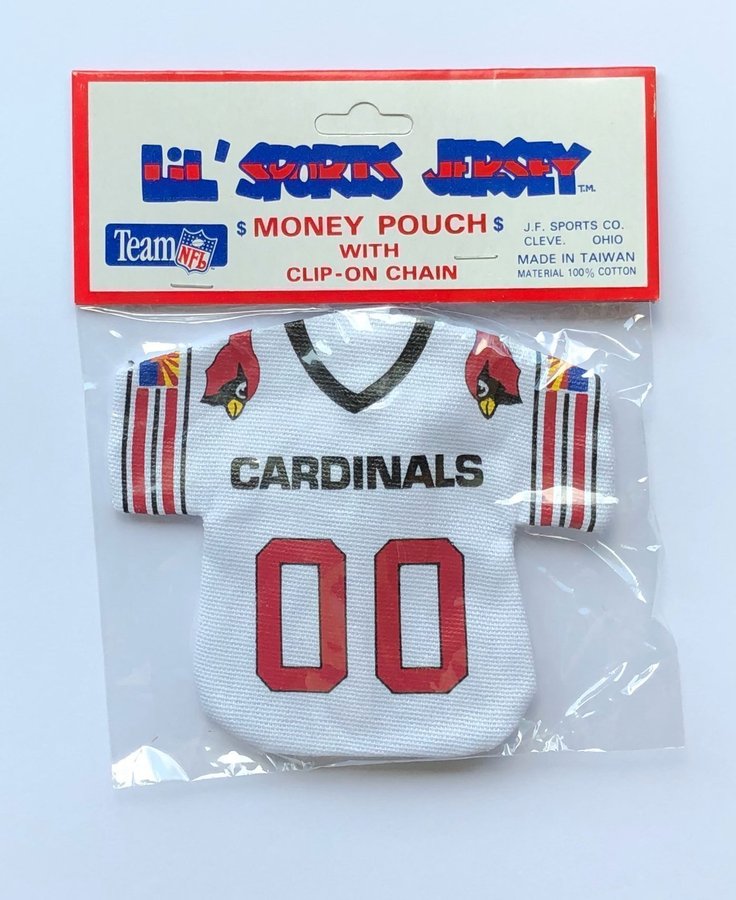 LiL' SPORTS JERSEY T.M.
Team NFL
$ MONEY POUCH $
WITH
CLIP-ON CHAIN
J.F. SPORTS CO.
CLEVE. OHIO
MADE IN TAIWAN
MATERIAL 100% COTTON
CARDINALS
00